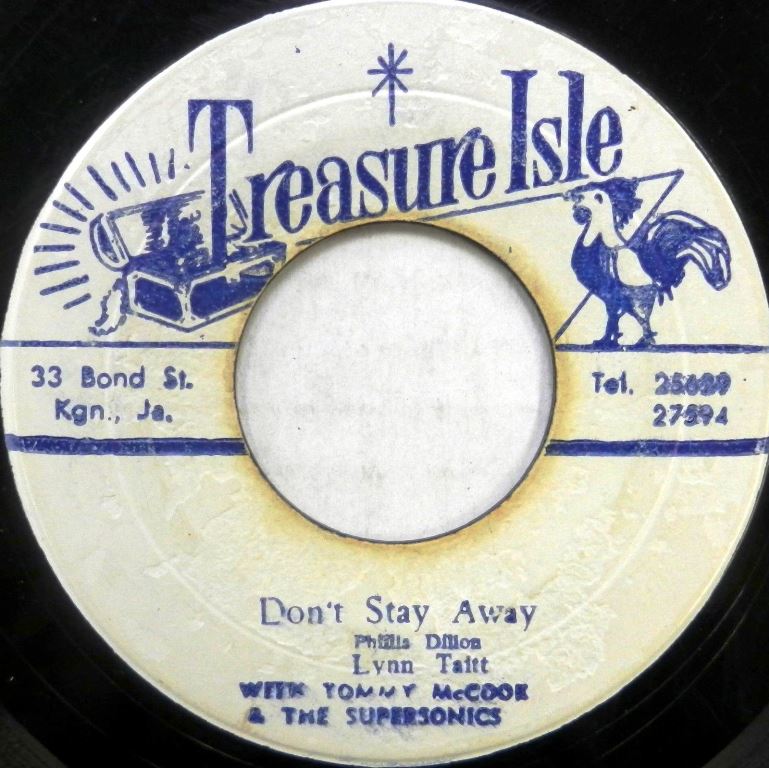 Treasure Isle
33 Bond St.
Kgn., Ja.
Tel. 25629
27594
Don't Stay Away
Phillis Dillon
Lynn Taitt
WITH TOMMY McCOOK
& THE SUPERSONICS